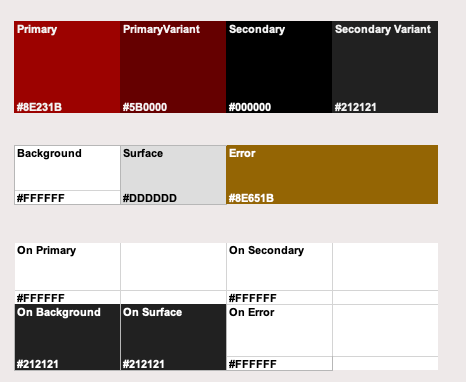 Primary PrimaryVariant Secondary Secondary Variant
#8E231B #5B0000 #000000 #212121
Background Surface Error
#FFFFFF #DDDDDD #8E651B
On Primary On Secondary
#FFFFFF #FFFFFF
On Background On Surface On Error
#212121 #212121 #FFFFFF